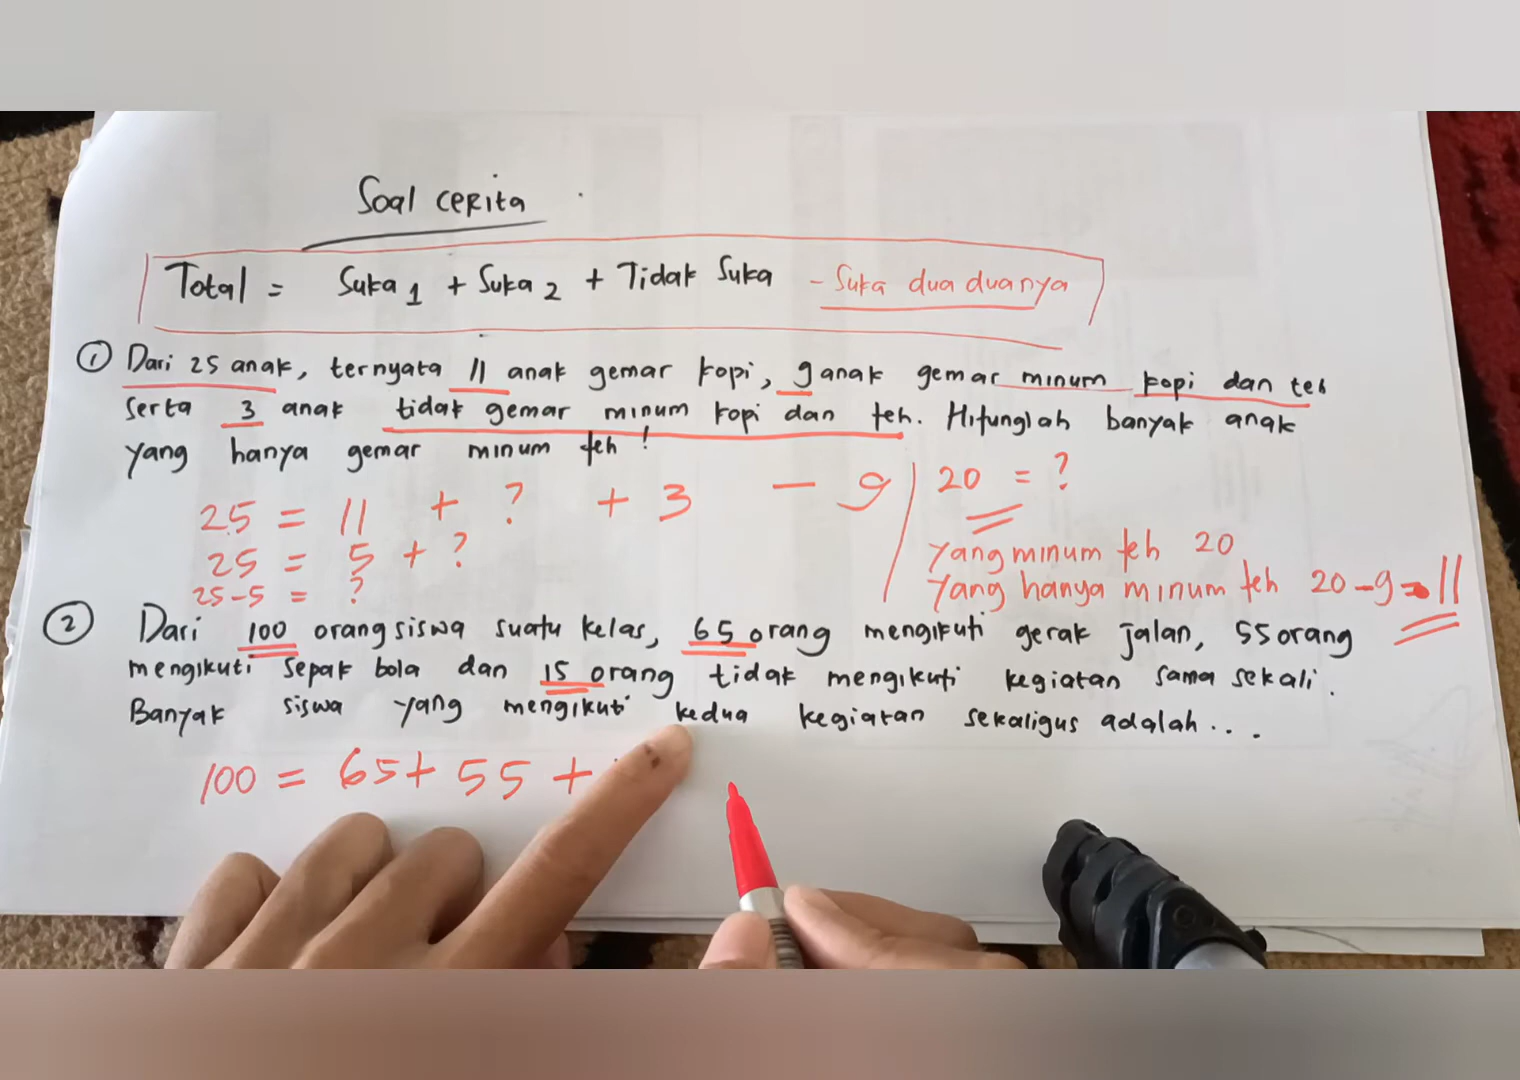 Soal cerita
Total = Suka 1 + Suka 2 + Tidak Suka - Suka dua duanya
① Dari 25 anak, ternyata 11 anak gemar kopi, 9 anak gemar minum kopi dan teh
serta 3 anak tidak gemar minum kopi dan teh. Hitunglah banyak anak
yang hanya gemar minum teh !
25 = 11 + ? + 3 - 9
25 = 5 + ?
25-5 = ?
20 = ?
yang minum teh 20
yang hanya minum teh 20 - 9 = 11
② Dari 100 orang siswa suatu kelas, 65 orang mengikuti gerak jalan, 55 orang
mengikuti sepak bola dan 15 orang tidak mengikuti kegiatan sama sekali.
Banyak siswa yang mengikuti kedua kegiatan sekaligus adalah . . .
100 = 65 + 55 +